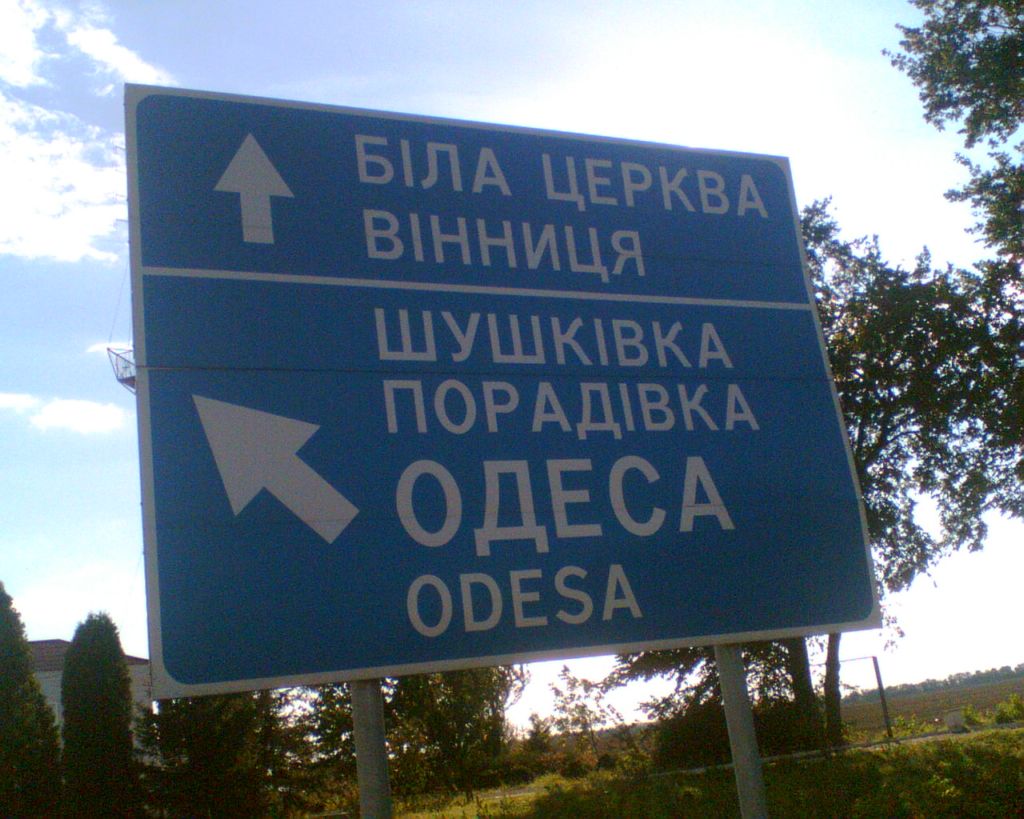 БІЛА ЦЕРКВА
ВІННИЦЯ
ШУШКІВКА
ПОРАДІВКА
ОДЕСА
ODESA